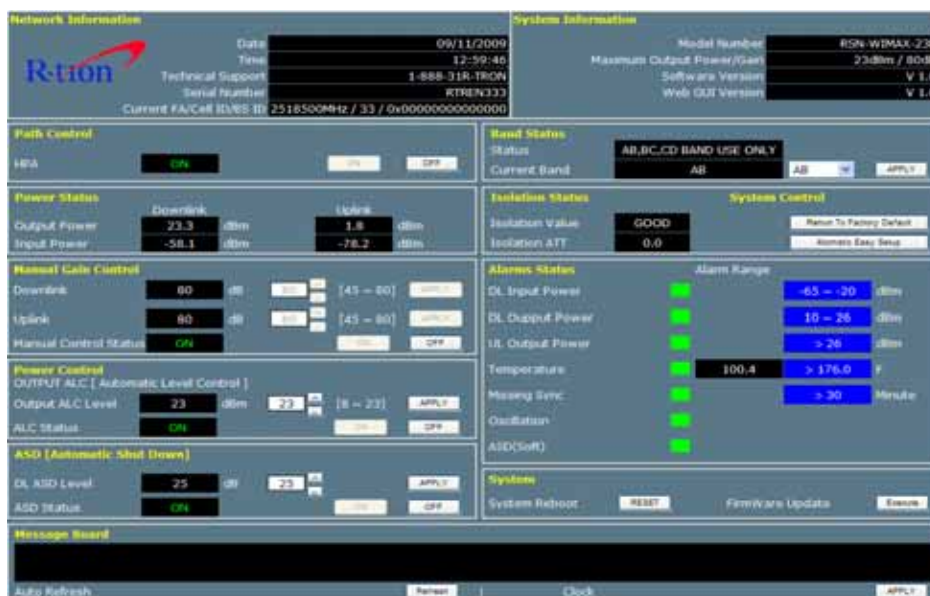 Network Information
R-tron
Date 09/11/2009
Time 12:59:46
Technical Support 1-888-31R-TRON
Serial Number RTREN333
Current FA/Cell ID/BS ID 2518500MHz / 33 / 0x000000000000
System Information
Model Number RSN-WIMAX-23
Maximum Output Power/Gain 23dBm / 80d
Software Version V 1.
Web GUI Version V 1.
Path Control
HPA ON ON OFF
Band Status
Status AB,BC,CD BAND USE ONLY
Current Band AB AB APPLY
Power Status
Downlink Uplink
Output Power 23.3 dBm 1.8 dBm
Input Power -58.1 dBm -78.2 dBm
Isolation Status System Control
Isolation Value GOOD Return To Factory Default
Isolation ATT 0.0 Easy Setup
Manual Gain Control
Downlink 80 dB 80 [45 ~ 80] APPLY
Uplink 80 dB 80 [45 ~ 80] APPLY
Manual Control Status ON ON OFF
Alarms Status Alarm Range
DL Input Power -65 ~ -20 dBm
DL Output Power 10 ~ 26 dBm
UL Output Power > 26 dBm
Temperature 100.4 > 176.0 F
Missing Sync > 30 Minute
Oscillation
ASD(Soft)
Power Control
OUTPUT ALC [ Automatic Level Control ]
Output ALC Level 23 dBm 23 [8 ~ 23] APPLY
ALC Status ON ON OFF
ASD [Automatic Shut Down]
DL ASD Level 25 dB 25 APPLY
ASD Status ON ON OFF
System
System Reboot RESET FirmWare Update Execute
Message Board
Auto Refresh Refresh Clock APPLY